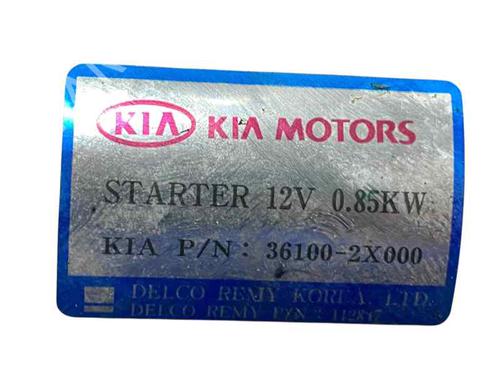 KIA KIA MOTORS
STARTER 12V 0.85KW
KIA P/N: 36100-2X000
DELCO REMY KOREA. LTD.
DELCO REMY P/N :